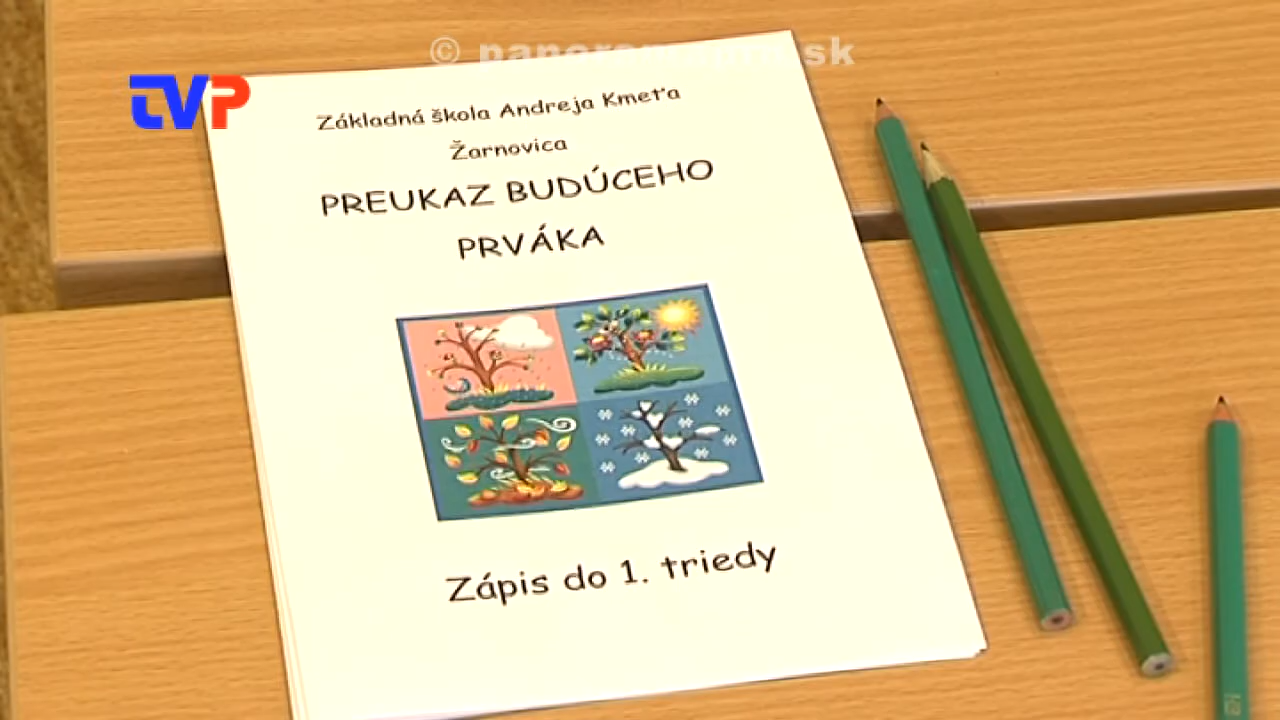 TVP
Základná škola Andreja Kmeťa
Žarnovica
PREUKAZ BUDÚCEHO
PRVÁKA
Zápis do 1. triedy